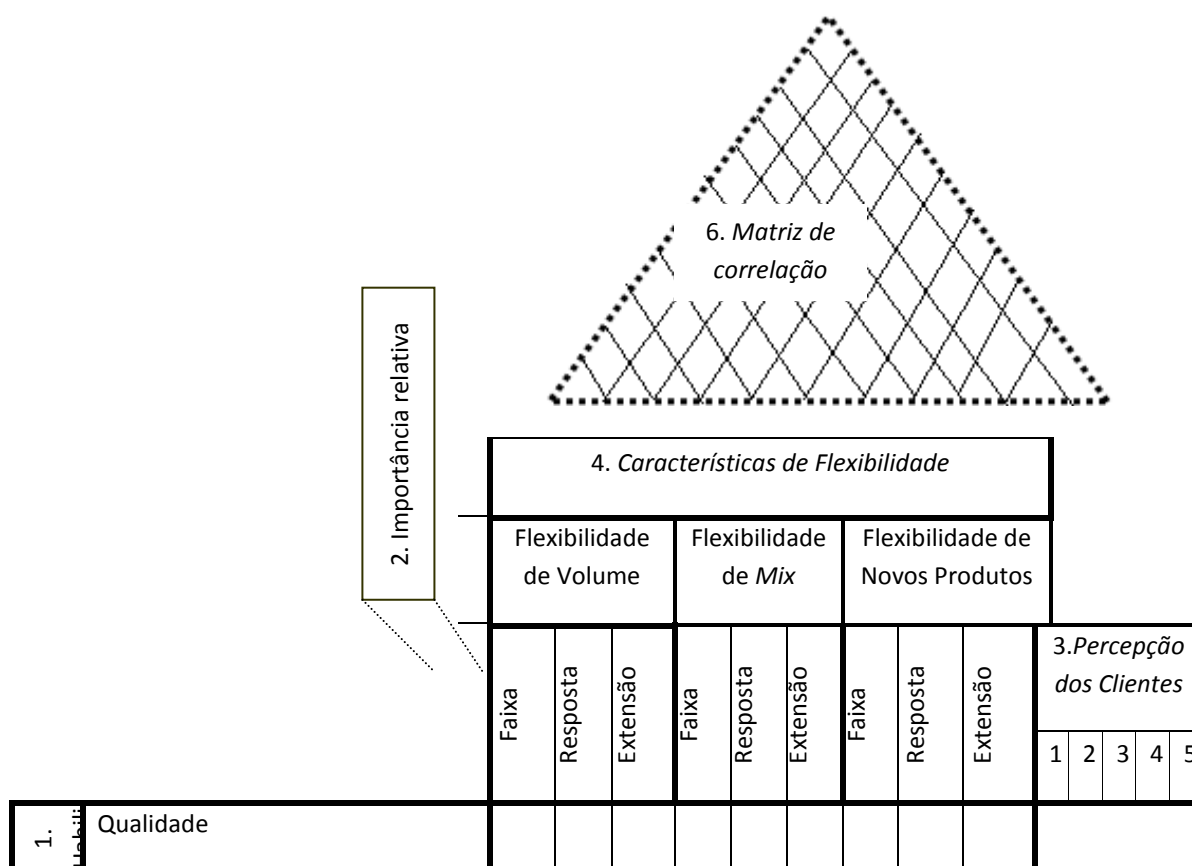 6. Matriz de
correlação
2. Importância relativa
4. Características de Flexibilidade
Flexibilidade
de Volume
Flexibilidade
de Mix
Flexibilidade de
Novos Produtos
Faixa
Resposta
Extensão
Faixa
Resposta
Extensão
Faixa
Resposta
Extensão
3.Percepção
dos Clientes
1 2 3 4 5
1.
Qualidade